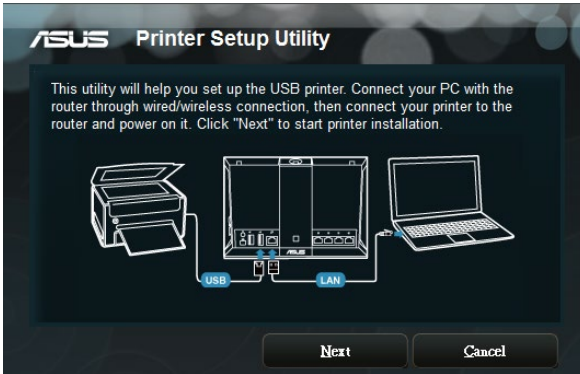 ASUS Printer Setup Utility
This utility will help you set up the USB printer. Connect your PC with the
router through wired/wireless connection, then connect your printer to the
router and power on it. Click "Next" to start printer installation.
ASUS
USB
LAN
Next
Cancel